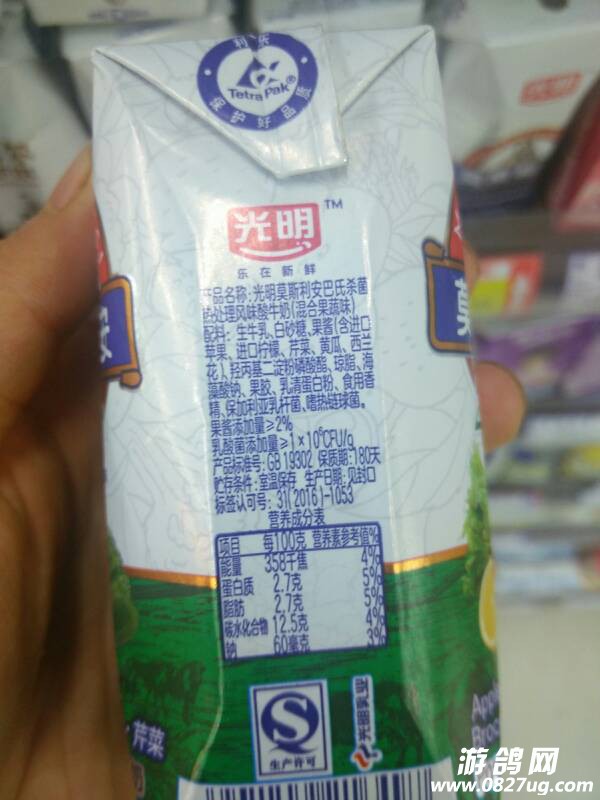 利乐
Tetra Pak®
保护好品质
光明
光明™
乐在新鲜
产品名称:光明莫斯利安巴氏杀菌
热处理风味酸牛奶(混合果蔬味)
配料:生牛乳、白砂糖、果酱(含进口
苹果、进口柠檬、芹菜、黄瓜、西兰
花)、羟丙基二淀粉磷酸酯、琼脂、海
藻酸钠、果胶、乳清蛋白粉、食用香
精、保加利亚乳杆菌、嗜热链球菌。
果酱添加量≥2%
乳酸菌添加量≥1×10⁶CFU/g
产品标准号:GB 19302 保质期:180天
贮存条件:室温保存 生产日期:见封口
标签认可号:31[2016]-1053
营养成分表
项目 每100克 营养素参考值%
能量 358千焦 4%
蛋白质 2.7克 5%
脂肪 2.7克 5%
碳水化合物 12.5克 4%
钠 60毫克 3%
生产许可
光明乳业
芹菜
Apple
Broc
游鸽网
www.0827ug.com